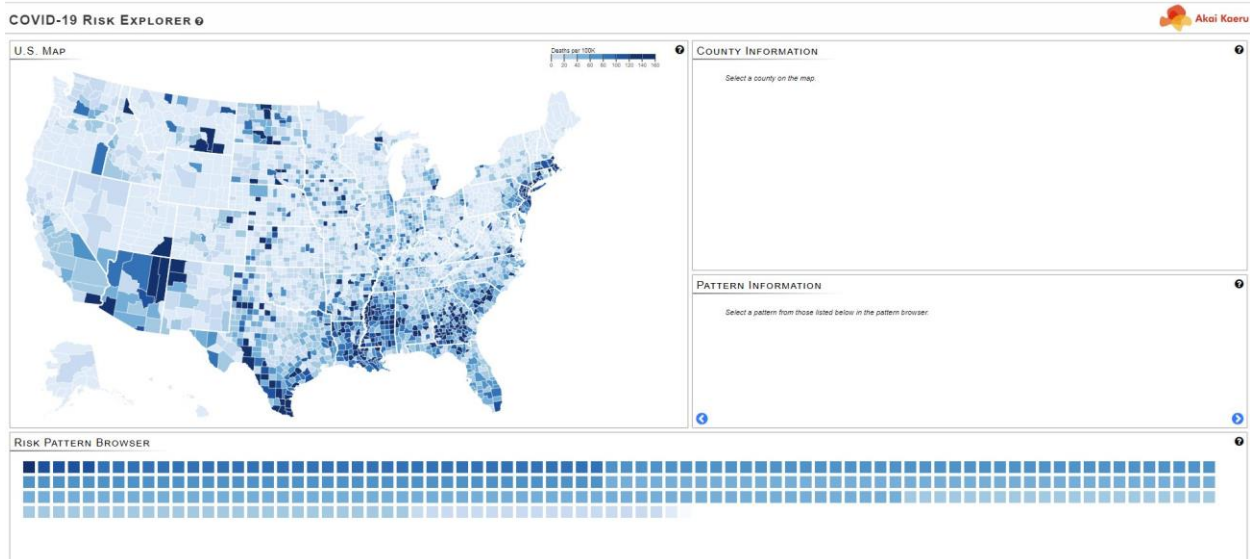 COVID-19 RISK EXPLORER ?
Akai Kaeru
U.S. MAP
Deaths per 100K
?
0 20 40 60 80 100 120 140 160
COUNTY INFORMATION
?
Select a county on the map.
PATTERN INFORMATION
?
Select a pattern from those listed below in the pattern browser.
RISK PATTERN BROWSER
?